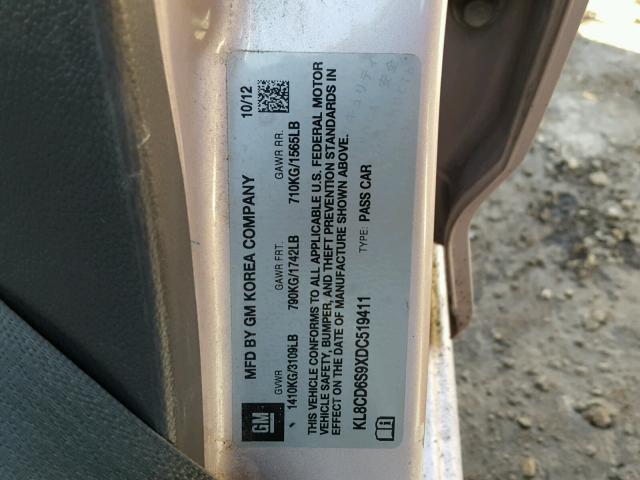 MFD BY GM KOREA COMPANY 10/12
GVWR GAWR FRT. GAWR RR.
1410KG/3109LB 790KG/1742LB 710KG/1565LB
THIS VEHICLE CONFORMS TO ALL APPLICABLE U.S. FEDERAL MOTOR
VEHICLE SAFETY, BUMPER, AND THEFT PREVENTION STANDARDS IN
EFFECT ON THE DATE OF MANUFACTURE SHOWN ABOVE.
KL8CD6S9XDC519411 TYPE: PASS CAR
GM